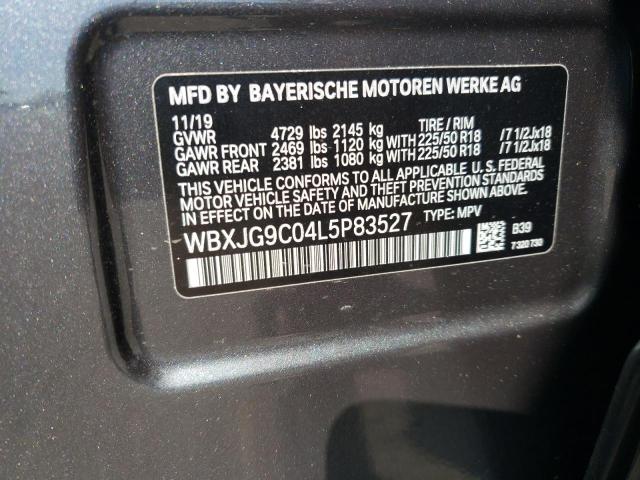 MFD BY BAYERISCHE MOTOREN WERKE AG
11/19 TIRE / RIM
GVWR 4729 lbs 2145 kg
GAWR FRONT 2469 lbs 1120 kg WITH 225/50 R18 /7 1/2Jx18
GAWR REAR 2381 lbs 1080 kg WITH 225/50 R18 /7 1/2Jx18
THIS VEHICLE CONFORMS TO ALL APPLICABLE U. S. FEDERAL
MOTOR VEHICLE SAFETY BUMPER AND THEFT PREVENTION
STANDARDS IN EFFECT ON THE DATE OF MANUFACTURE SHOWN ABOVE.
WBXJG9C04L5P83527 TYPE: MPV
B39
7320730